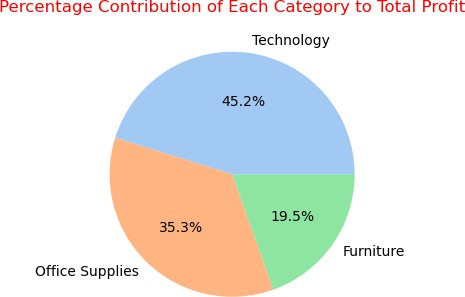 Percentage Contribution of Each Category to Total Profit
Technology
45.2%
35.3%
19.5%
Furniture
Office Supplies